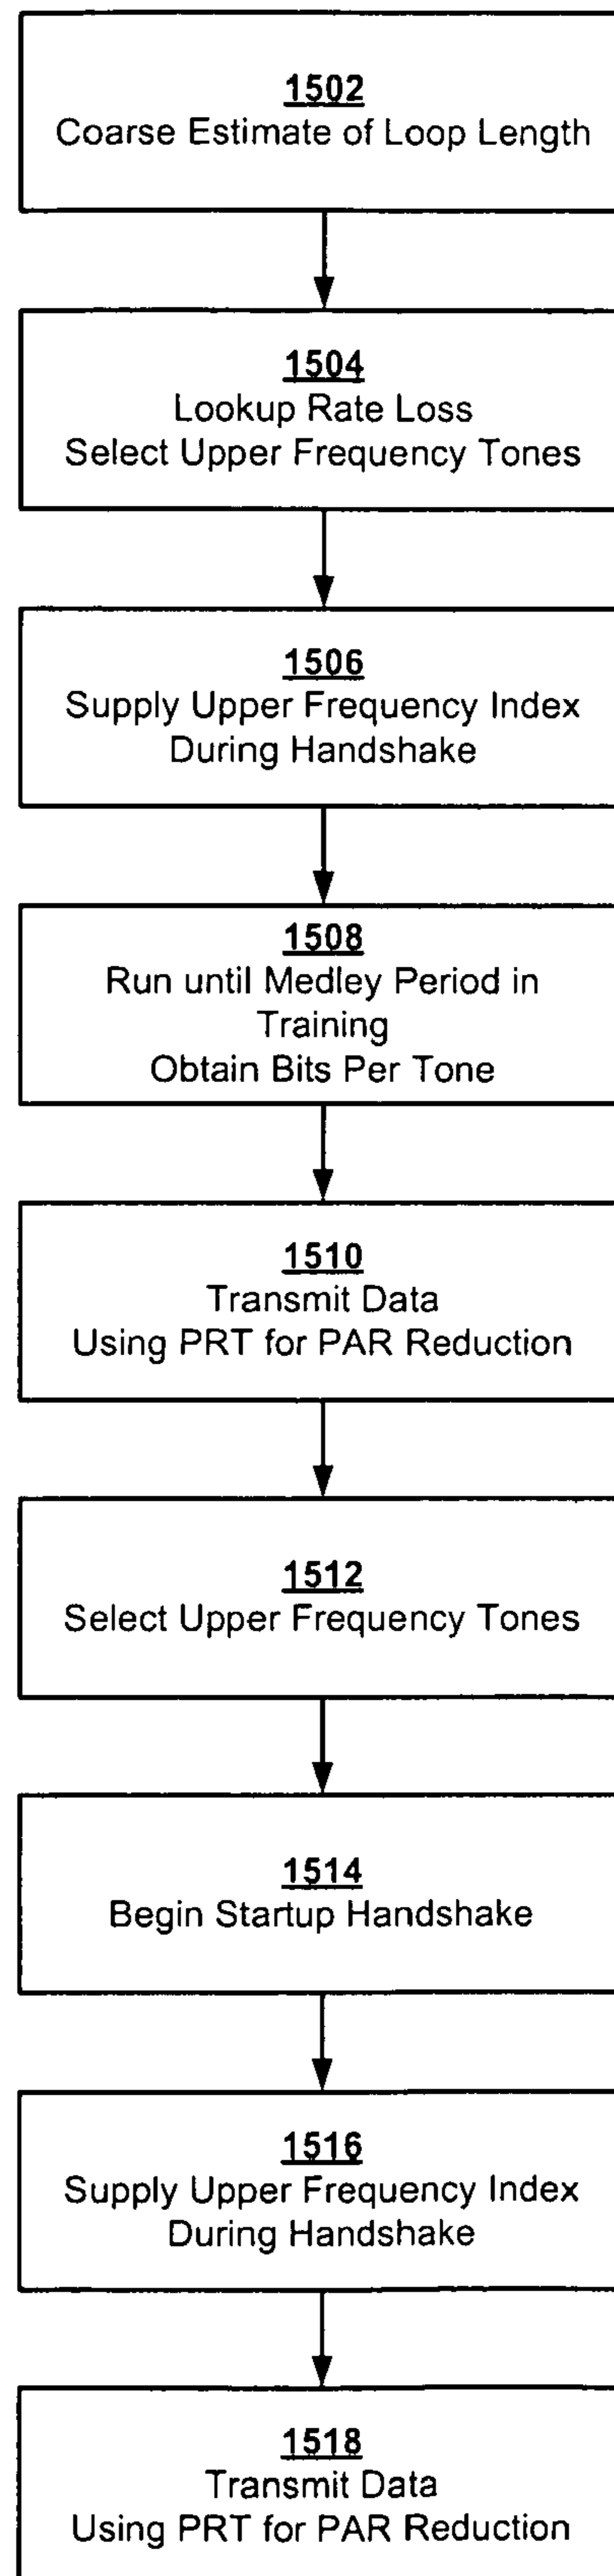 1502
Coarse Estimate of Loop Length
1504
Lookup Rate Loss
Select Upper Frequency Tones
1506
Supply Upper Frequency Index
During Handshake
1508
Run until Medley Period in
Training
Obtain Bits Per Tone
1510
Transmit Data
Using PRT for PAR Reduction
1512
Select Upper Frequency Tones
1514
Begin Startup Handshake
1516
Supply Upper Frequency Index
During Handshake
1518
Transmit Data
Using PRT for PAR Reduction